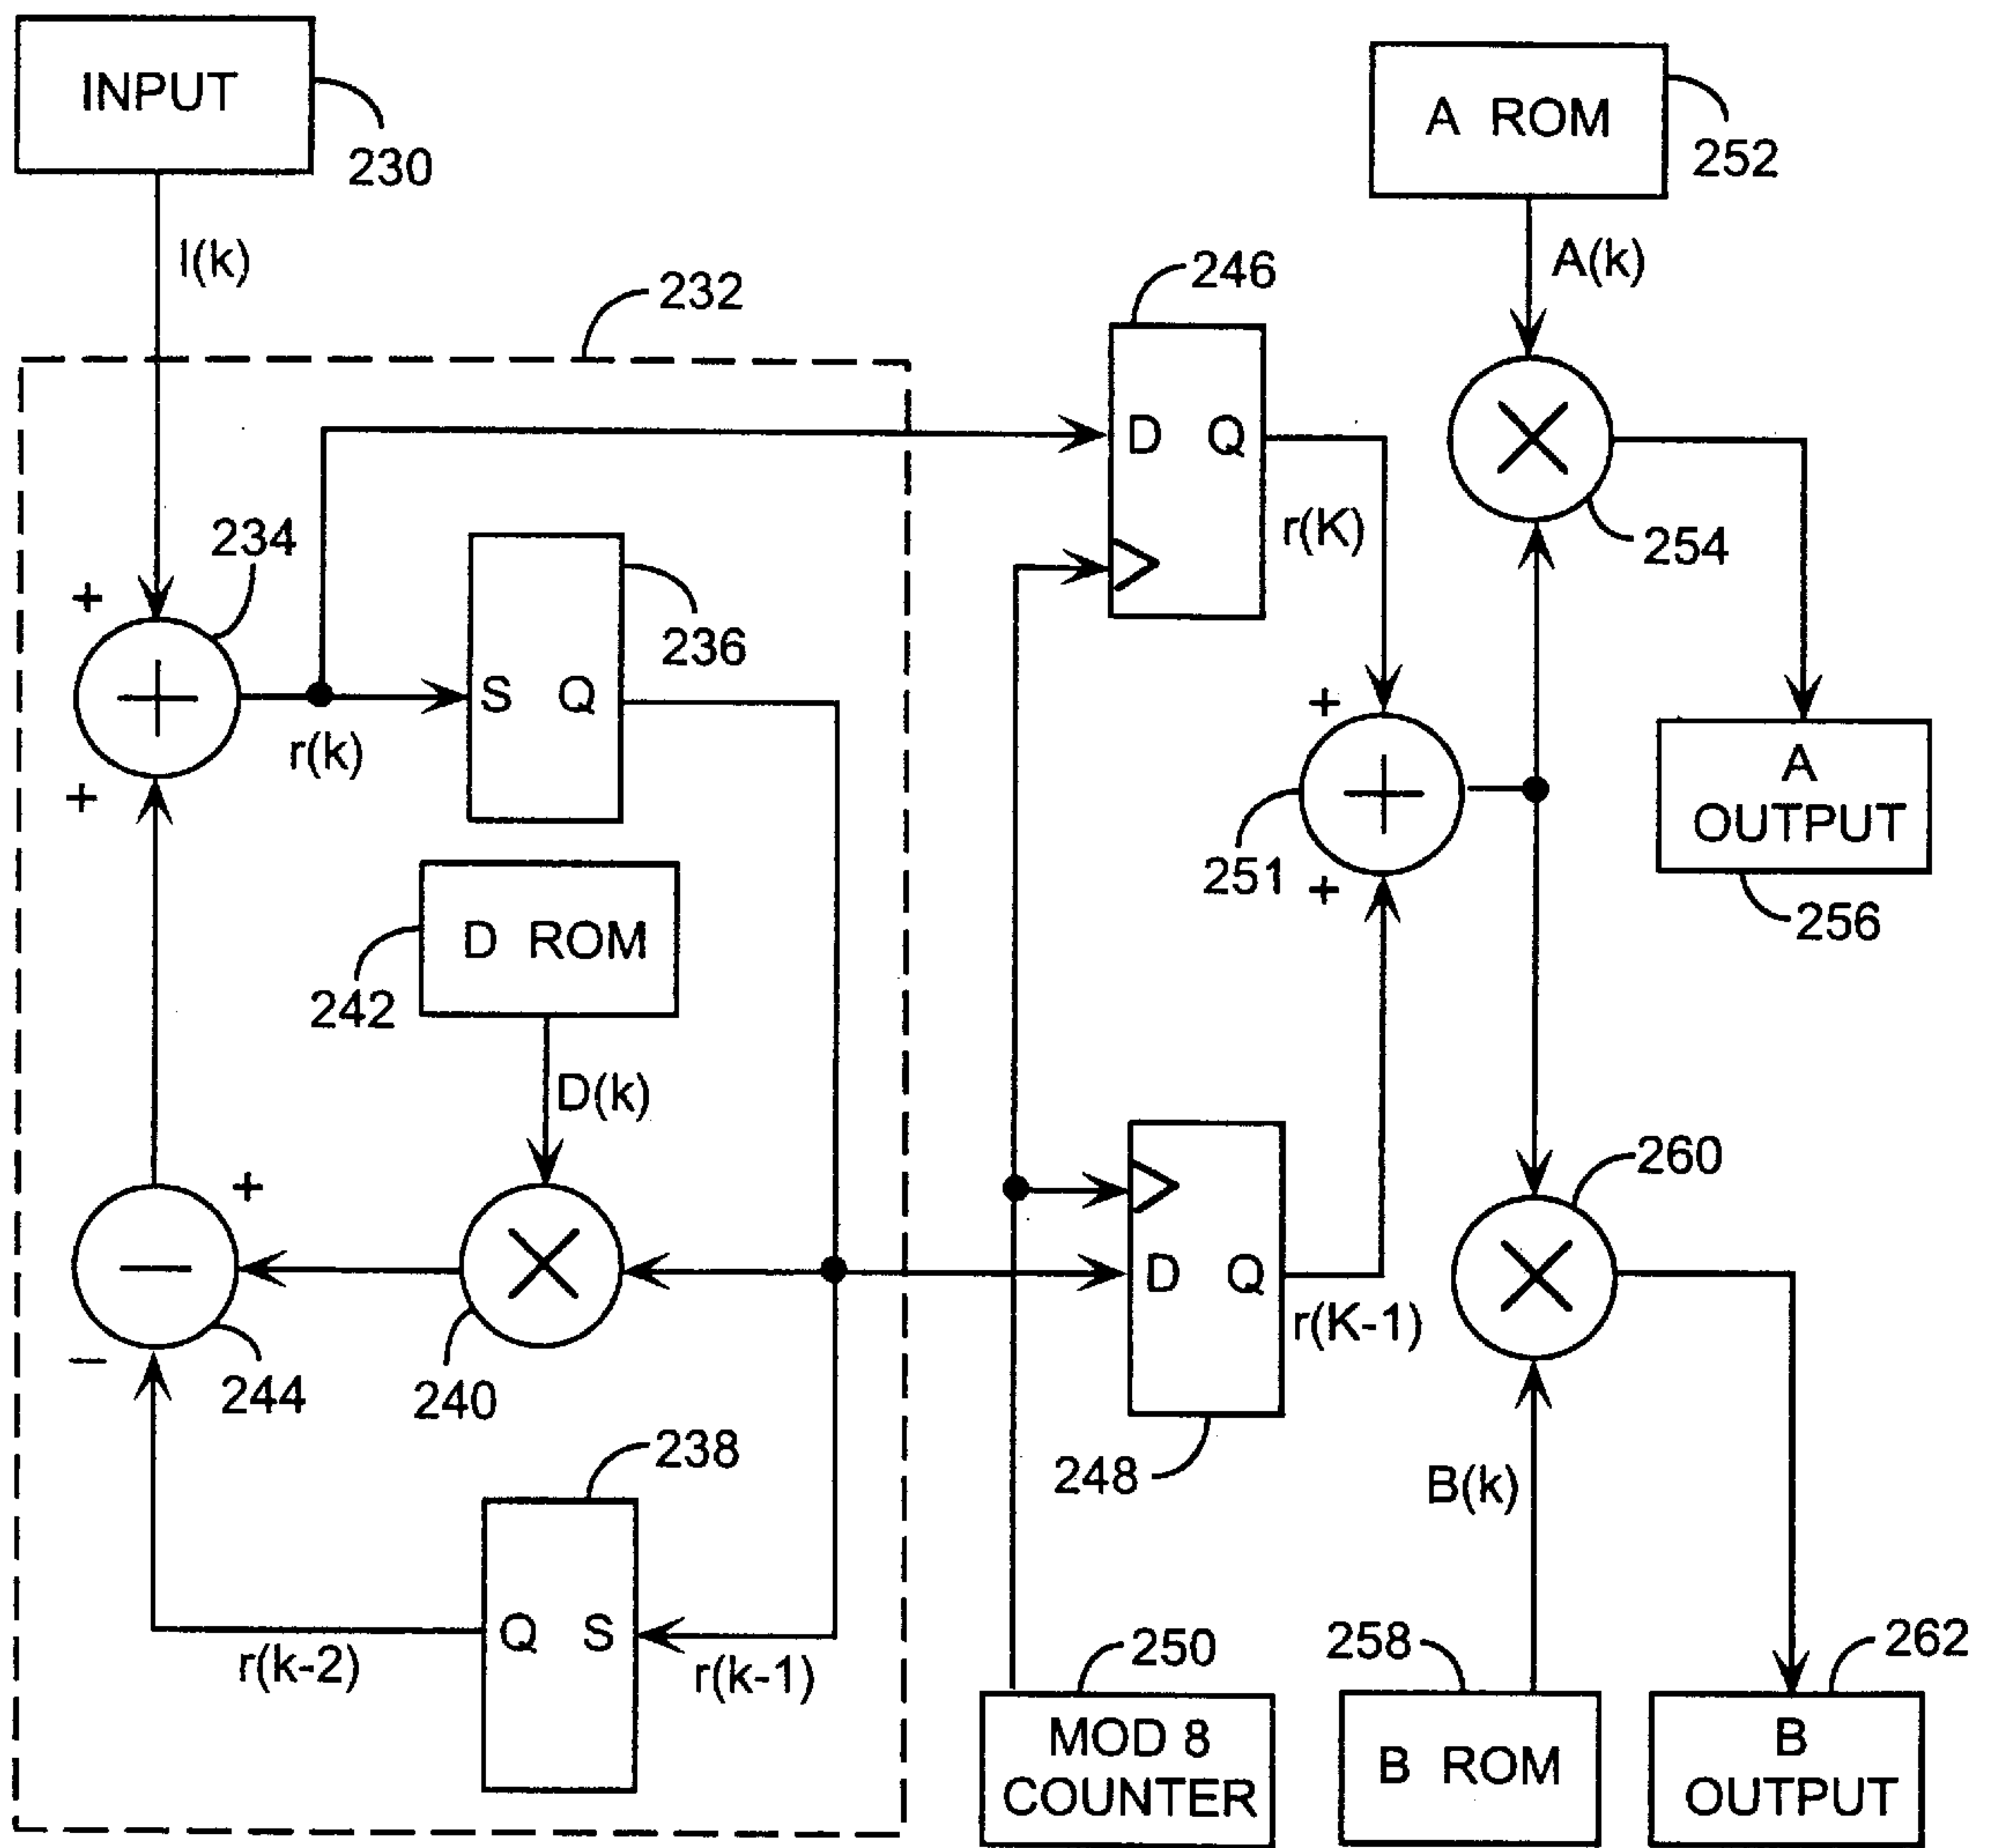 INPUT
230
I(k)
A ROM
252
A(k)
232
246
D Q
r(K)
254
234
+
+
r(k)
S Q
236
+
251
+
A
OUTPUT
256
D ROM
242
D(k)
+
−
244
240
D Q
r(K-1)
248
260
B(k)
238
Q S
r(k-2)
r(k-1)
250
MOD 8
COUNTER
258
B ROM
262
B
OUTPUT